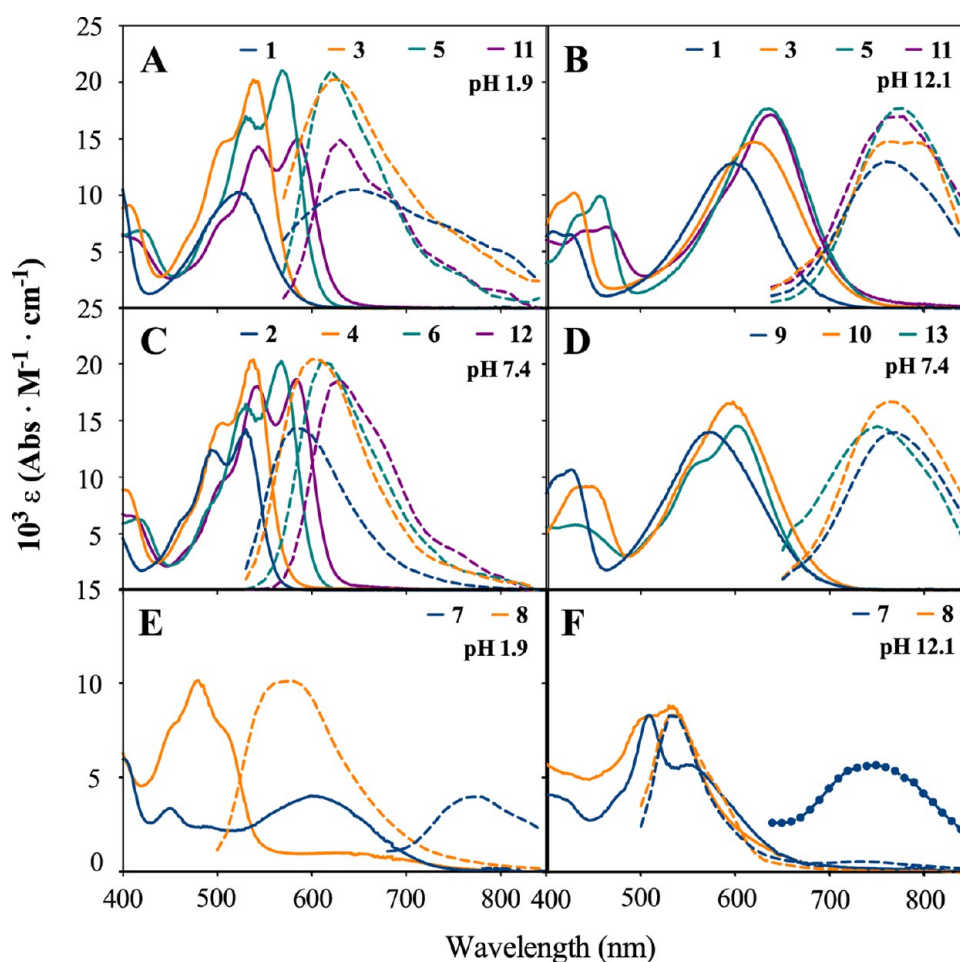 25
A
1 3 5 11
pH 1.9
20
15
10
5
B
1 3 5 11
pH 12.1
25
C
2 4 6 12
pH 7.4
20
15
10
5
D
9 10 13
pH 7.4
15
E
7 8
pH 1.9
10
5
0
F
7 8
pH 12.1
400 500 600 700 800 400 500 600 700 800
10³ ε (Abs · M⁻¹ · cm⁻¹)
Wavelength (nm)